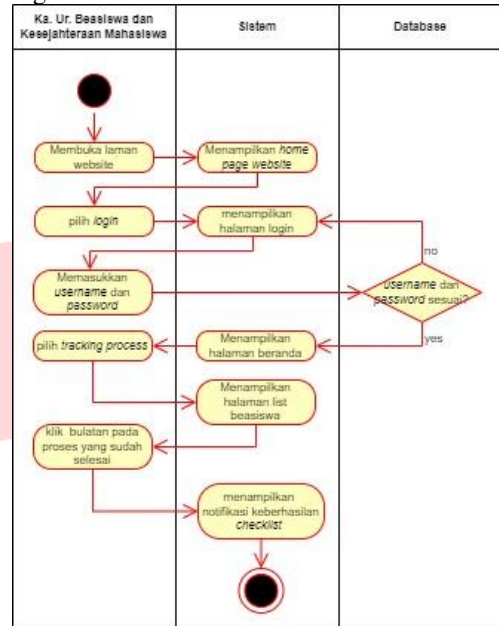 Ka. Ur. Beasiswa dan
Kesejahteraan Mahasiswa
Sistem
Database
Membuka laman
website
Menampilkan home
page website
pilih login
menampilkan
halaman login
no
Memasukkan
username dan
password
username dan
password sesuai?
yes
pilih tracking process
Menampilkan
halaman beranda
Menampilkan
halaman list
beasiswa
klik bulatan pada
proses yang sudah
selesai
menampilkan
notifikasi keberhasilan
checklist